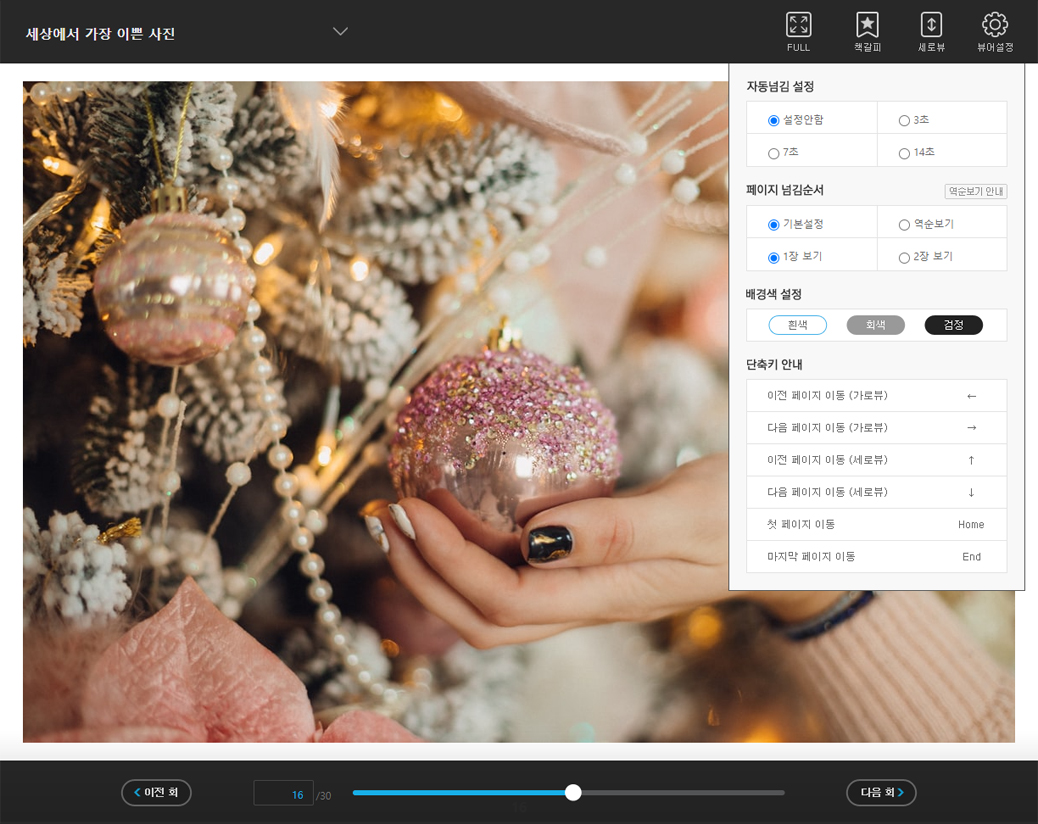 세상에서 가장 이쁜 사진
FULL
책갈피
세로뷰
뷰어설정
자동넘김 설정
설정안함
3초
7초
14초
페이지 넘김순서
역순보기 안내
기본설정
역순보기
1장 보기
2장 보기
배경색 설정
흰색
회색
검정
단축키 안내
이전 페이지 이동 (가로뷰) ←
다음 페이지 이동 (가로뷰) →
이전 페이지 이동 (세로뷰) ↑
다음 페이지 이동 (세로뷰) ↓
첫 페이지 이동 Home
마지막 페이지 이동 End
이전 회
16 /30
다음 회